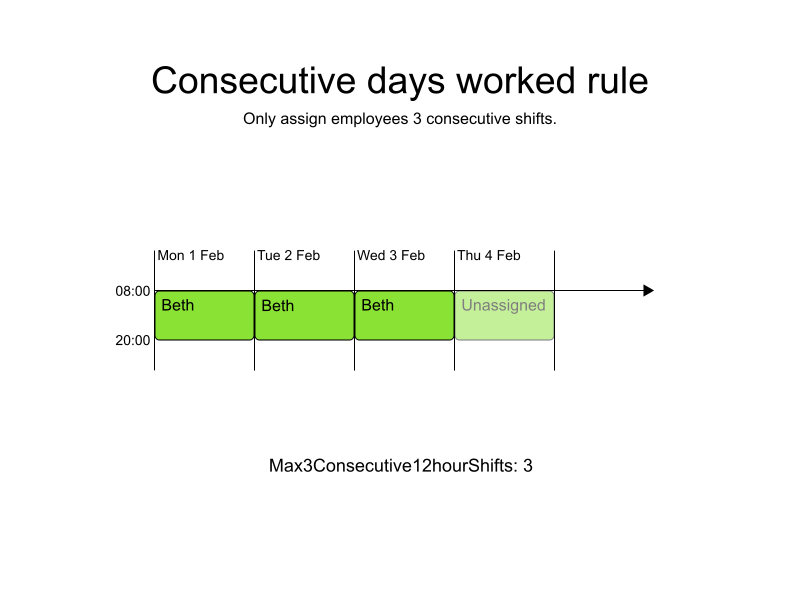 Consecutive days worked rule
Only assign employees 3 consecutive shifts.
Mon 1 Feb Tue 2 Feb Wed 3 Feb Thu 4 Feb
08:00
Beth Beth Beth Unassigned
20:00
Max3Consecutive12hourShifts: 3